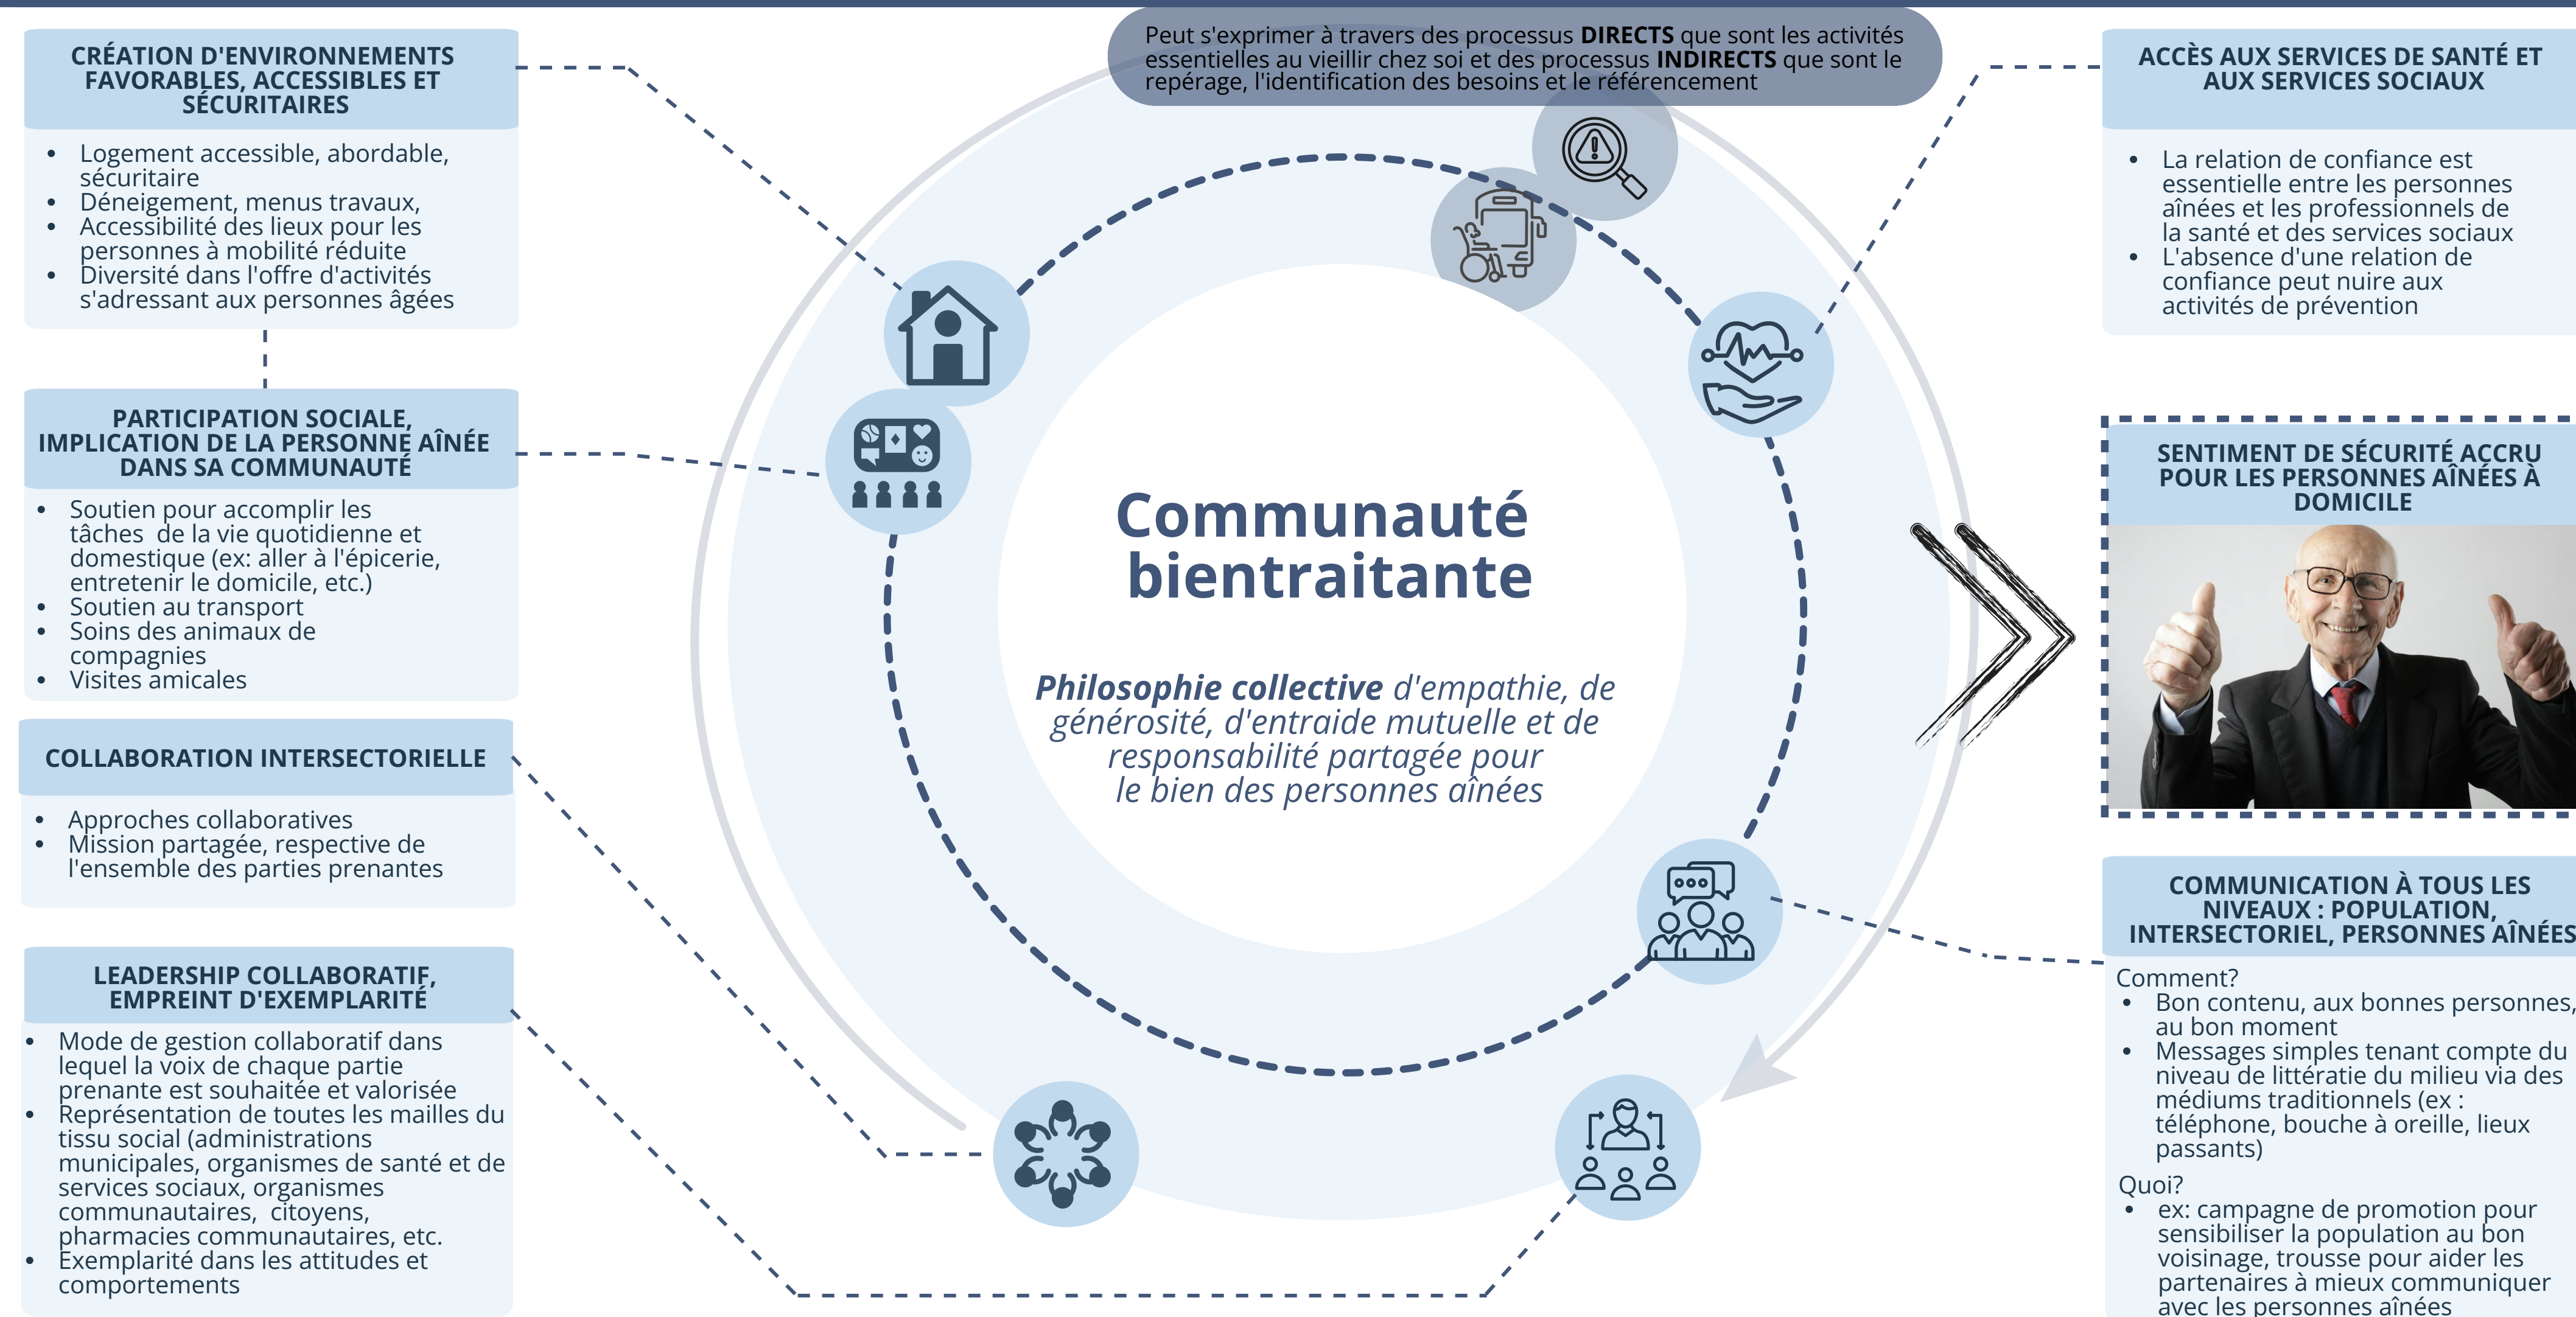 Peut s'exprimer à travers des processus DIRECTS que sont les activités
essentielles au vieillir chez soi et des processus INDIRECTS que sont le
repérage, l'identification des besoins et le référencement
CRÉATION D'ENVIRONNEMENTS
FAVORABLES, ACCESSIBLES ET
SÉCURITAIRES
• Logement accessible, abordable,
sécuritaire
• Déneigement, menus travaux,
• Accessibilité des lieux pour les
personnes à mobilité réduite
• Diversité dans l'offre d'activités
s'adressant aux personnes âgées
PARTICIPATION SOCIALE,
IMPLICATION DE LA PERSONNE AÎNÉE
DANS SA COMMUNAUTÉ
• Soutien pour accomplir les
tâches de la vie quotidienne et
domestique (ex: aller à l'épicerie,
entretenir le domicile, etc.)
• Soutien au transport
• Soins des animaux de
compagnies
• Visites amicales
COLLABORATION INTERSECTORIELLE
• Approches collaboratives
• Mission partagée, respective de
l'ensemble des parties prenantes
LEADERSHIP COLLABORATIF,
EMPREINT D'EXEMPLARITÉ
• Mode de gestion collaboratif dans
lequel la voix de chaque partie
prenante est souhaitée et valorisée
• Représentation de toutes les mailles du
tissu social (administrations
municipales, organismes de santé et de
services sociaux, organismes
communautaires, citoyens,
pharmacies communautaires, etc.
• Exemplarité dans les attitudes et
comportements
Communauté
bientraitante
Philosophie collective d'empathie, de
générosité, d'entraide mutuelle et de
responsabilité partagée pour
le bien des personnes aînées
ACCÈS AUX SERVICES DE SANTÉ ET
AUX SERVICES SOCIAUX
• La relation de confiance est
essentielle entre les personnes
aînées et les professionnels de
la santé et des services sociaux
• L'absence d'une relation de
confiance peut nuire aux
activités de prévention
SENTIMENT DE SÉCURITÉ ACCRU
POUR LES PERSONNES AÎNÉES À
DOMICILE
COMMUNICATION À TOUS LES
NIVEAUX : POPULATION,
INTERSECTORIEL, PERSONNES AÎNÉES
Comment?
• Bon contenu, aux bonnes personnes,
au bon moment
• Messages simples tenant compte du
niveau de littératie du milieu via des
médiums traditionnels (ex :
téléphone, bouche à oreille, lieux
passants)
Quoi?
• ex: campagne de promotion pour
sensibiliser la population au bon
voisinage, trousse pour aider les
partenaires à mieux communiquer
avec les personnes aînées